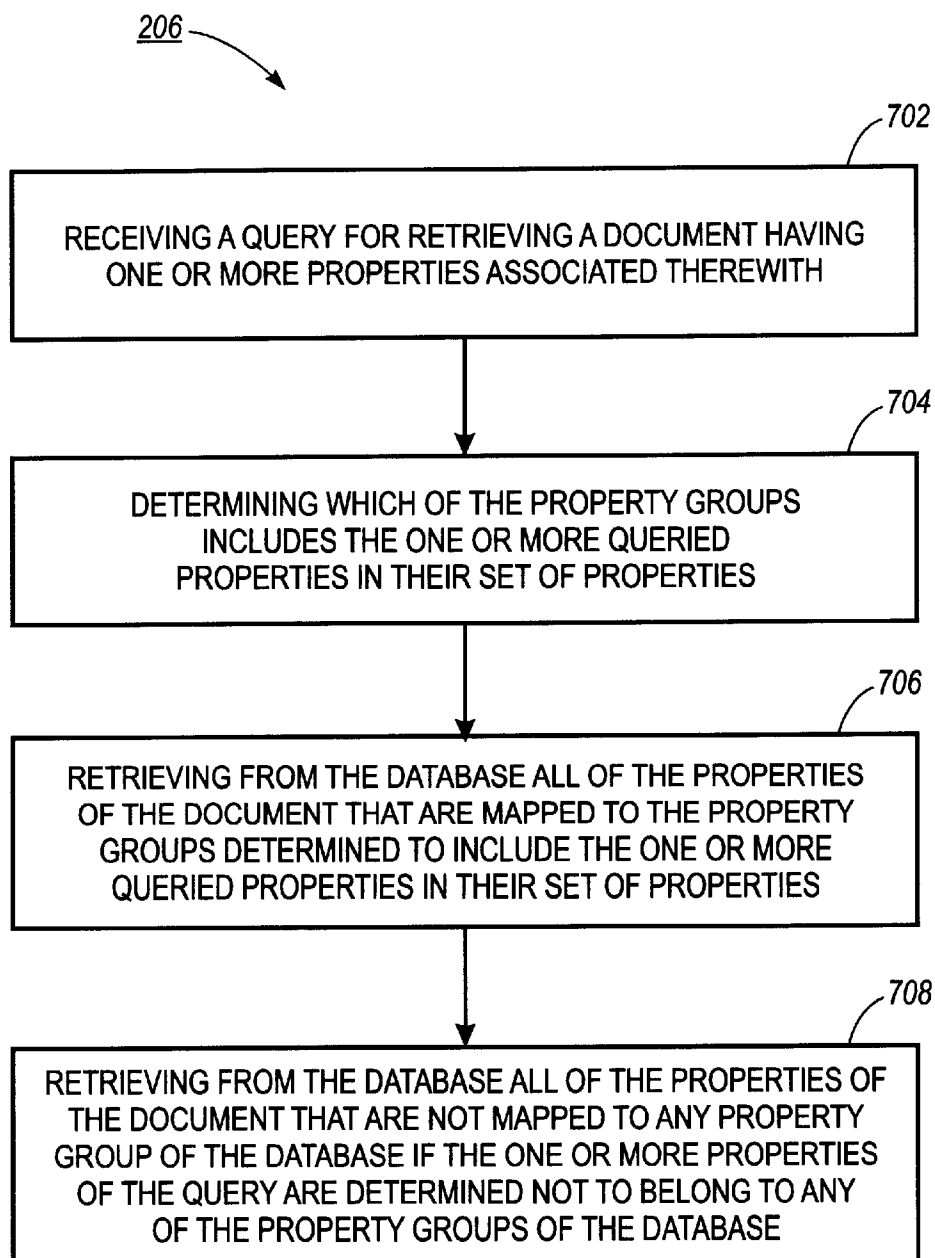 206
702
RECEIVING A QUERY FOR RETRIEVING A DOCUMENT HAVING
ONE OR MORE PROPERTIES ASSOCIATED THEREWITH
704
DETERMINING WHICH OF THE PROPERTY GROUPS
INCLUDES THE ONE OR MORE QUERIED
PROPERTIES IN THEIR SET OF PROPERTIES
706
RETRIEVING FROM THE DATABASE ALL OF THE PROPERTIES
OF THE DOCUMENT THAT ARE MAPPED TO THE PROPERTY
GROUPS DETERMINED TO INCLUDE THE ONE OR MORE
QUERIED PROPERTIES IN THEIR SET OF PROPERTIES
708
RETRIEVING FROM THE DATABASE ALL OF THE PROPERTIES OF
THE DOCUMENT THAT ARE NOT MAPPED TO ANY PROPERTY
GROUP OF THE DATABASE IF THE ONE OR MORE PROPERTIES
OF THE QUERY ARE DETERMINED NOT TO BELONG TO ANY
OF THE PROPERTY GROUPS OF THE DATABASE